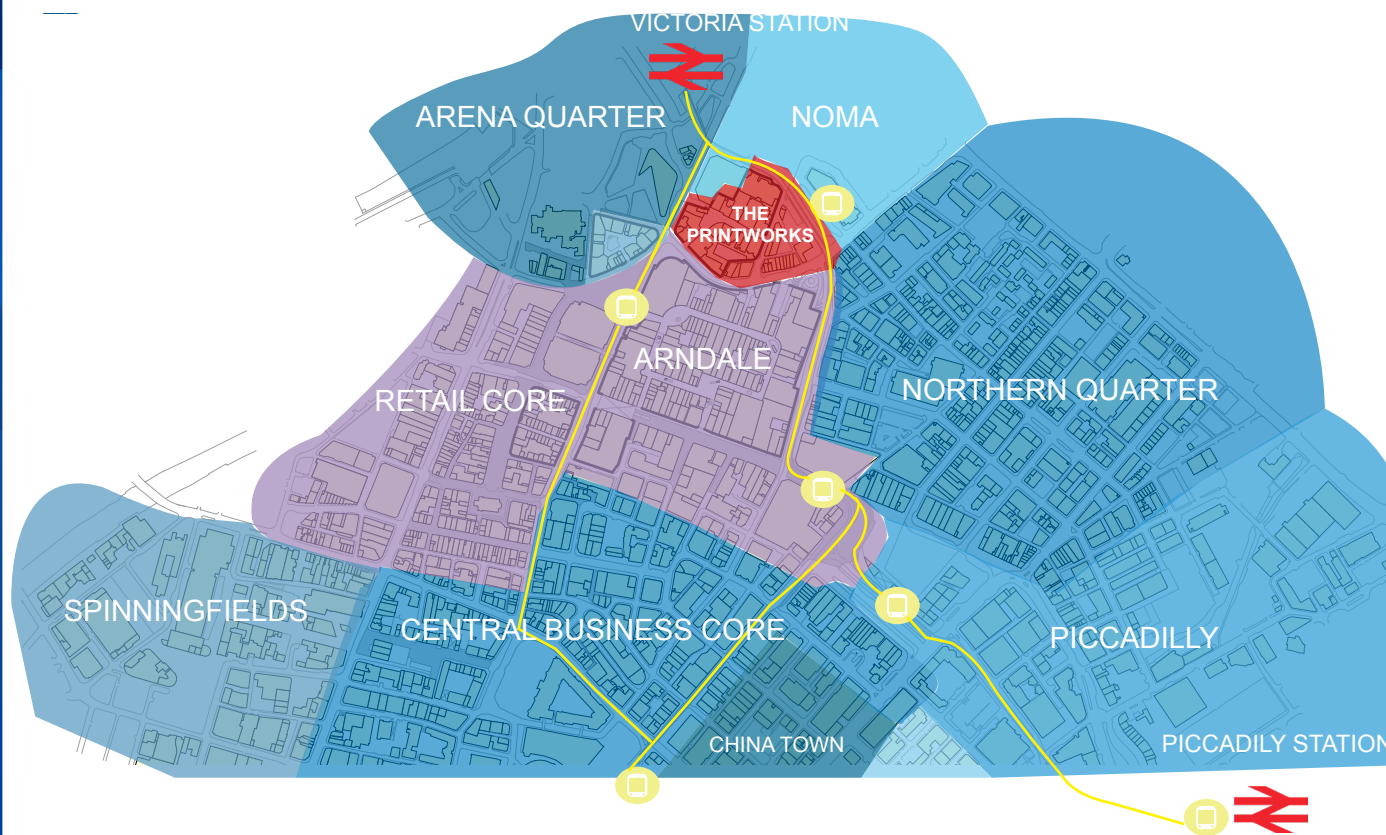 VICTORIA STATION
ARENA QUARTER
NOMA
THE
PRINTWORKS
ARNDALE
RETAIL CORE
NORTHERN QUARTER
SPINNINGFIELDS
CENTRAL BUSINESS CORE
PICCADILLY
CHINA TOWN
PICCADILY STATION